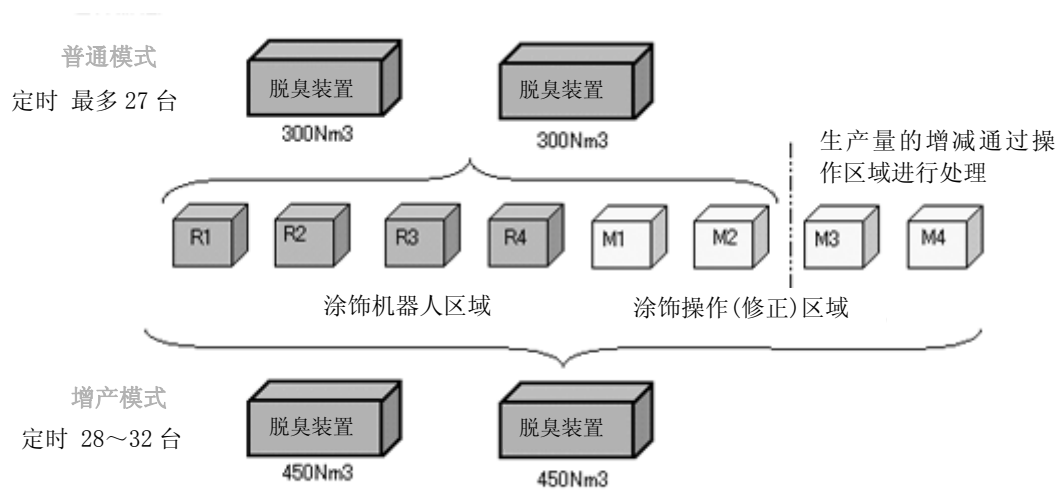 普通模式
定时 最多 27 台
脱臭装置
脱臭装置
300Nm3
300Nm3
生产量的增减通过操
作区域进行处理
R1
R2
R3
R4
M1
M2
M3
M4
涂饰机器人区域
涂饰操作(修正)区域
增产模式
定时 28～32 台
脱臭装置
脱臭装置
450Nm3
450Nm3